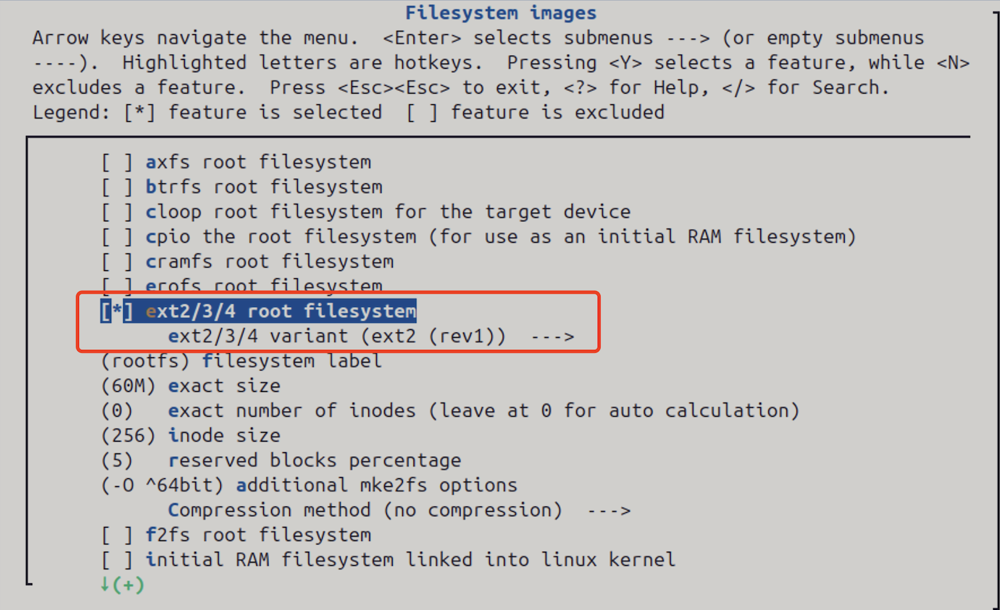 Filesystem images
Arrow keys navigate the menu.  <Enter> selects submenus ---> (or empty submenus
----).  Highlighted letters are hotkeys.  Pressing <Y> selects a feature, while <N>
excludes a feature.  Press <Esc><Esc> to exit, <?> for Help, </> for Search.
Legend: [*] feature is selected  [ ] feature is excluded
[ ] axfs root filesystem
[ ] btrfs root filesystem
[ ] cloop root filesystem for the target device
[ ] cpio the root filesystem (for use as an initial RAM filesystem)
[ ] cramfs root filesystem
[ ] erofs root filesystem
[*] ext2/3/4 root filesystem
      ext2/3/4 variant (ext2 (rev1))  --->
(rootfs) filesystem label
(60M) exact size
(0)   exact number of inodes (leave at 0 for auto calculation)
(256) inode size
(5)   reserved blocks percentage
(-O ^64bit) additional mke2fs options
      Compression method (no compression)  --->
[ ] f2fs root filesystem
[ ] initial RAM filesystem linked into linux kernel
↓(+)